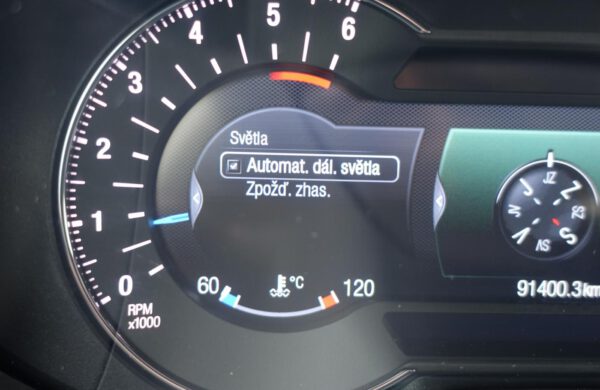 6
5
4
3
2
1
0
RPM
x1000
Světla
Automat. dál. světla
Zpožď. zhas.
60
°C
120
JZ
Z
SZ
S
SV
V
JV
91400.3km